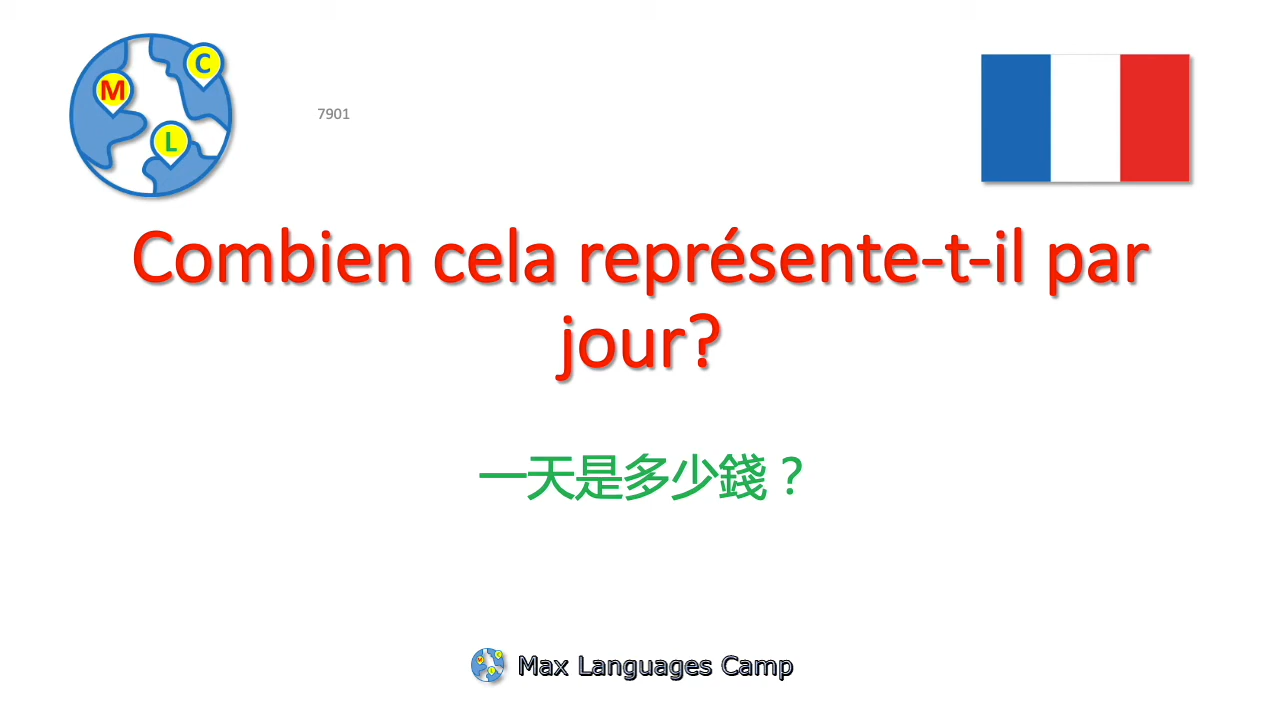 C
M
L
7901
Combien cela représente-t-il par
jour?
一天是多少錢？
Max Languages Camp